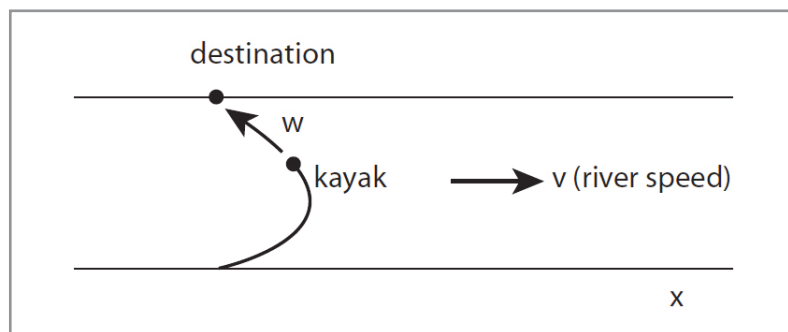 destination
w
kayak
v (river speed)
x